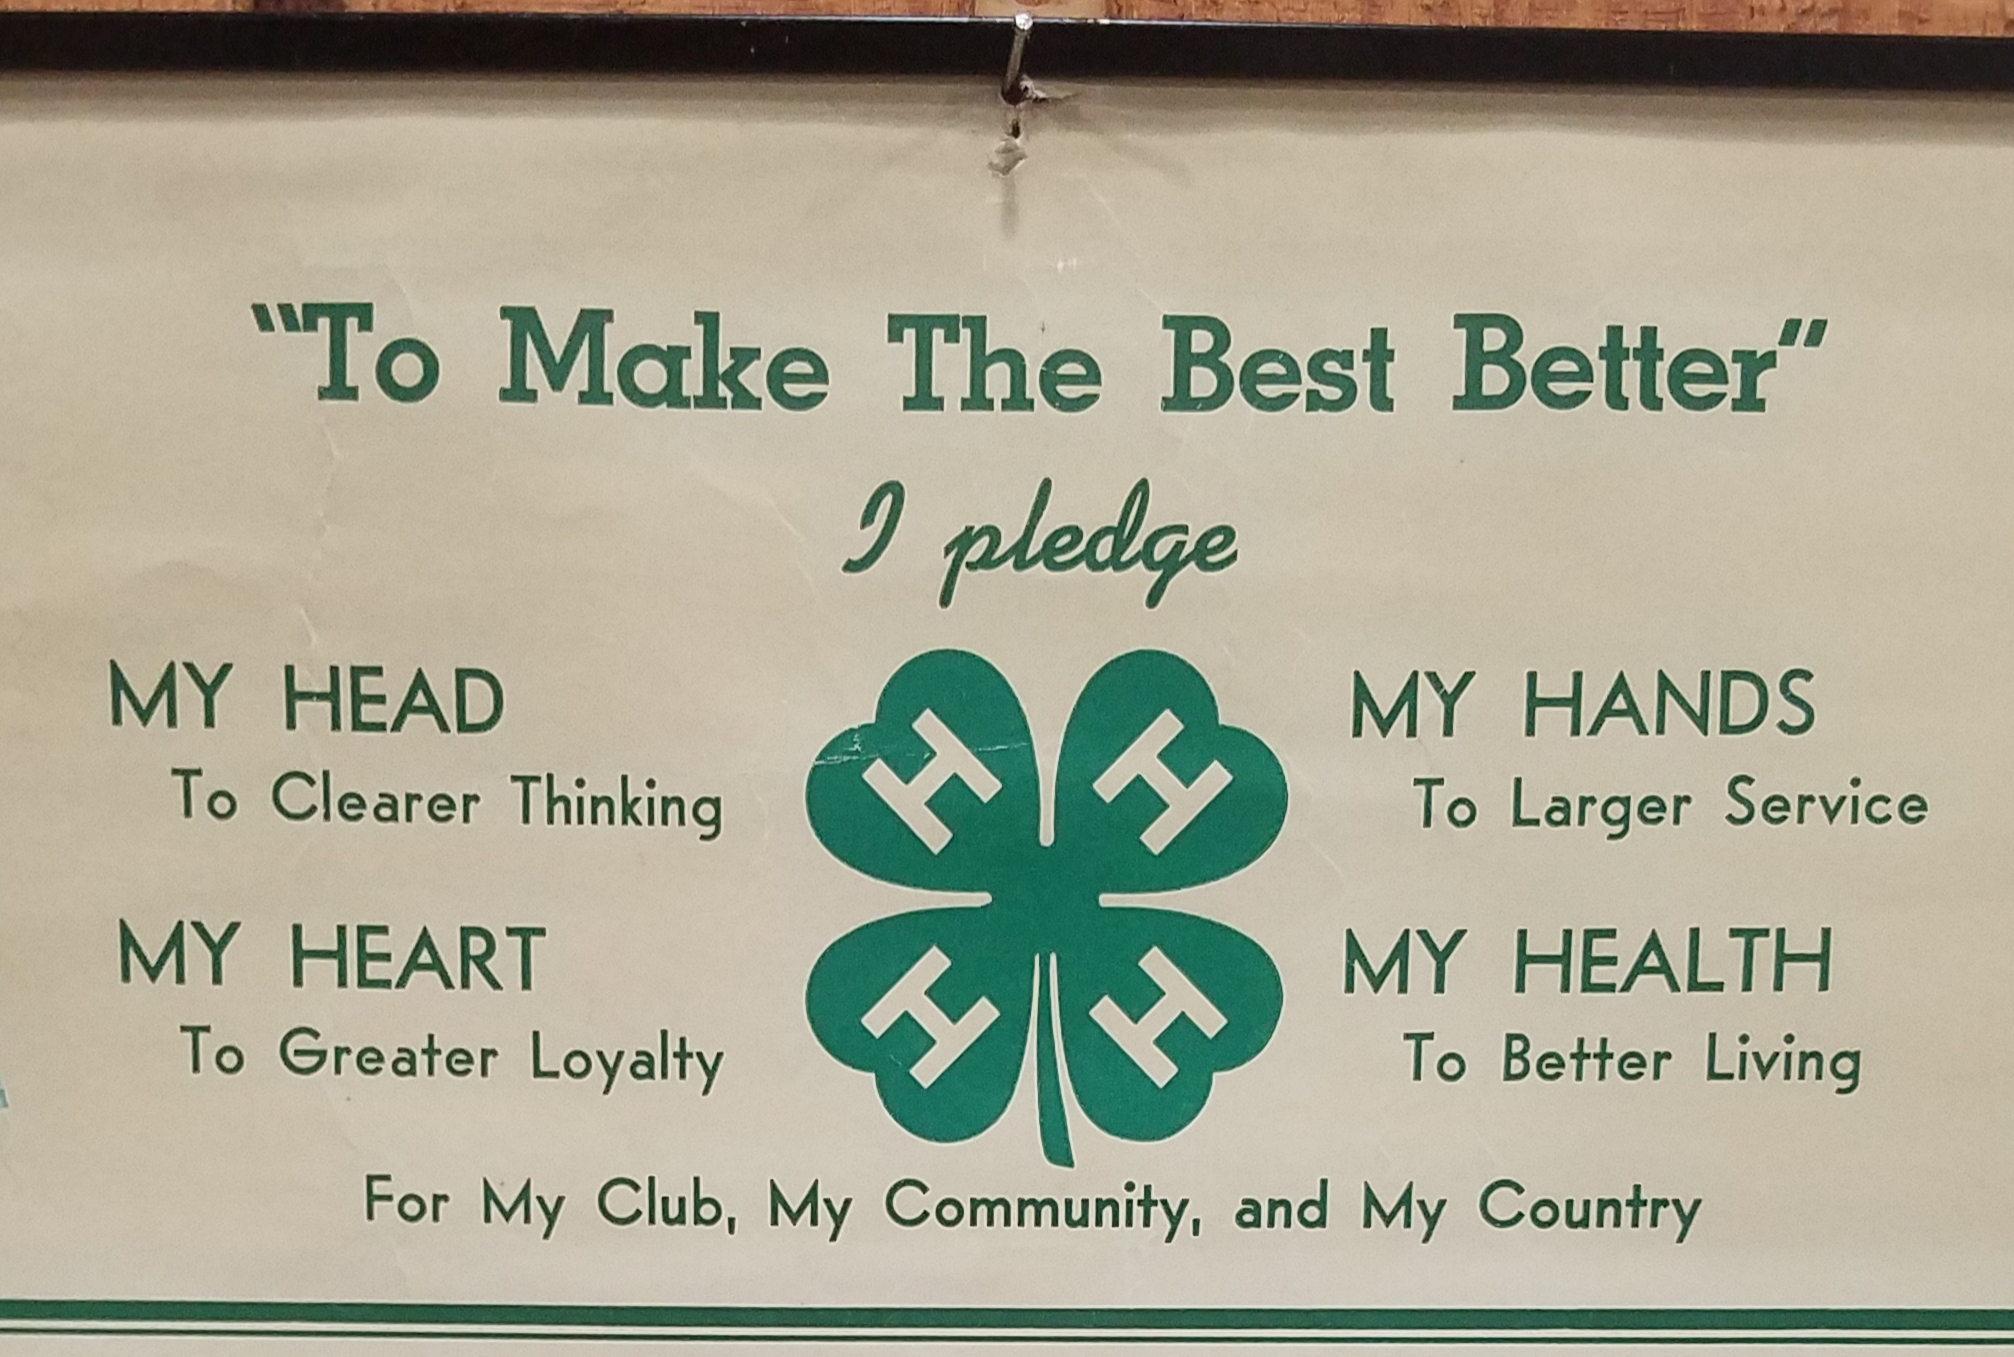 "To Make The Best Better"
I pledge
MY HEAD
To Clearer Thinking
MY HEART
To Greater Loyalty
H H
H H
MY HANDS
To Larger Service
MY HEALTH
To Better Living
For My Club, My Community, and My Country